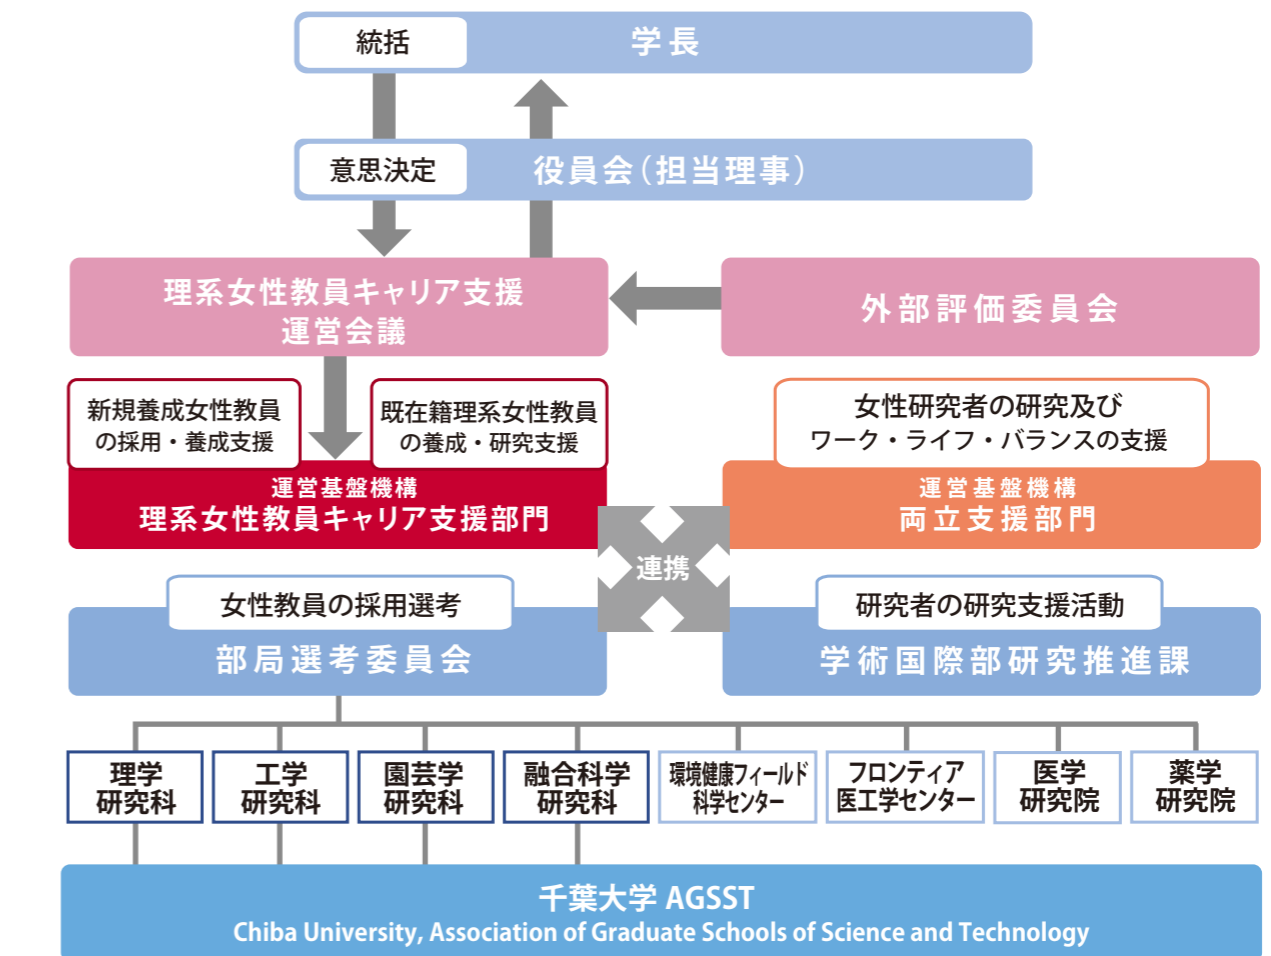 統括
学長
意思決定
役員会（担当理事）
理系女性教員キャリア支援
運営会議
外部評価委員会
新規養成女性教員
の採用・養成支援
既在籍理系女性教員
の養成・研究支援
女性研究者の研究及び
ワーク・ライフ・バランスの支援
運営基盤機構
理系女性教員キャリア支援部門
運営基盤機構
両立支援部門
連携
女性教員の採用選考
部局選考委員会
研究者の研究支援活動
学術国際部研究推進課
理学
研究科
工学
研究科
園芸学
研究科
融合科学
研究科
環境健康フィールド
科学センター
フロンティア
医工学センター
医学
研究院
薬学
研究院
千葉大学 AGSST
Chiba University, Association of Graduate Schools of Science and Technology